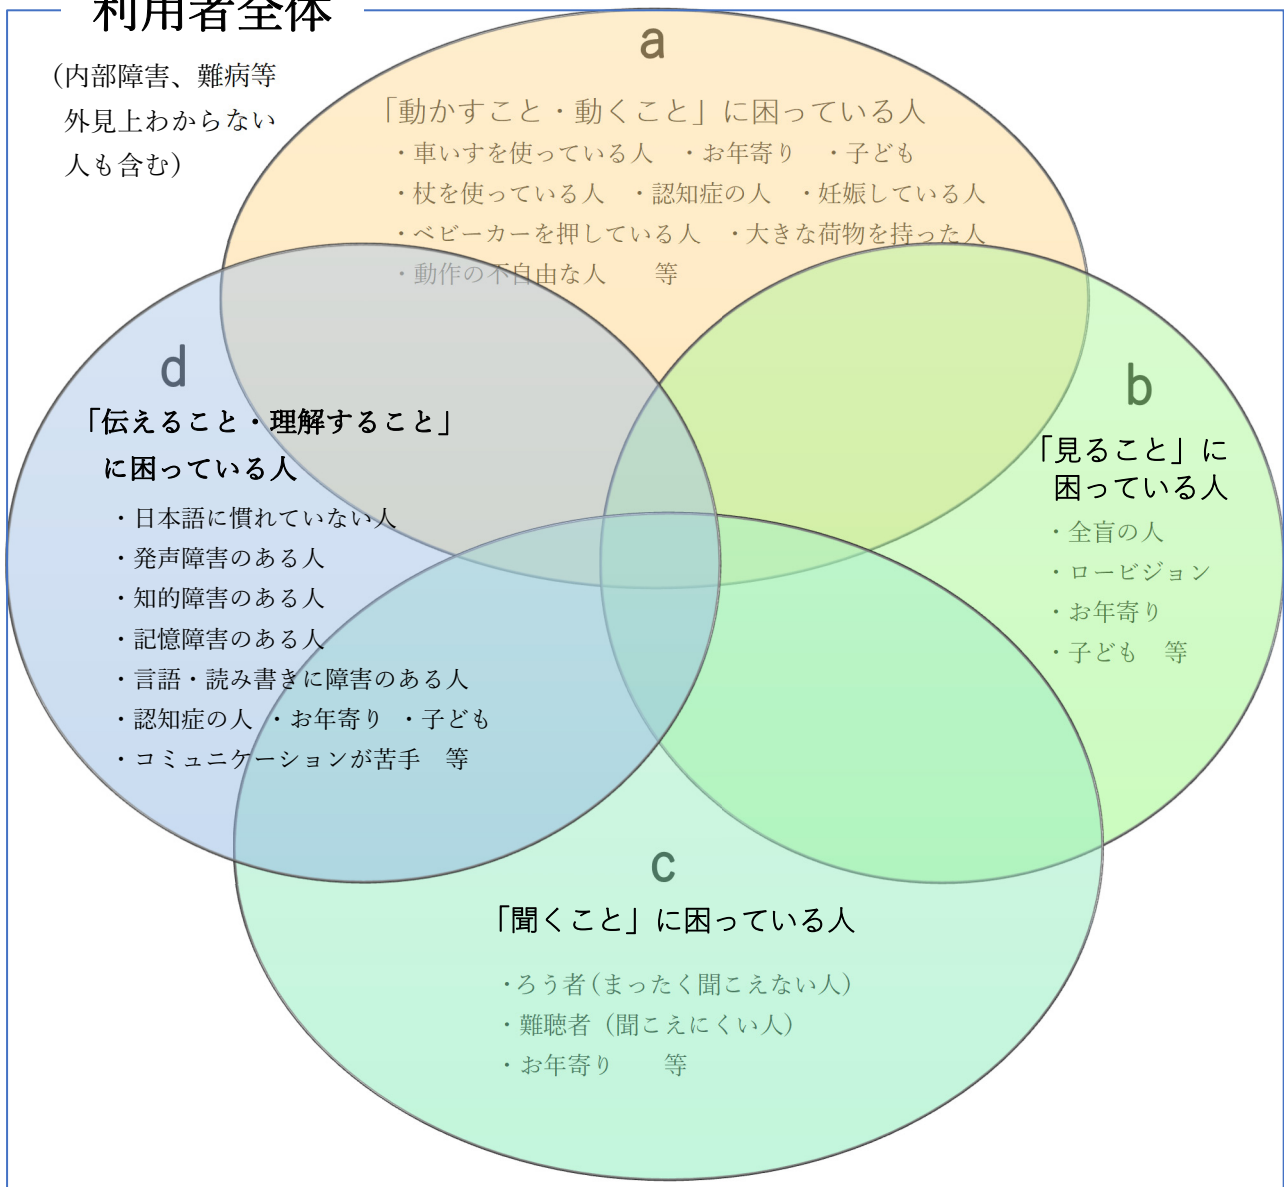 利用者全体
（内部障害、難病等
外見上わからない
人も含む）
a
「動かすこと・動くこと」に困っている人
・車いすを使っている人　・お年寄り　・子ども
・杖を使っている人　・認知症の人　・妊娠している人
・ベビーカーを押している人　・大きな荷物を持った人
・動作の不自由な人　　等
d
「伝えること・理解すること」
に困っている人
・日本語に慣れていない人
・発声障害のある人
・知的障害のある人
・記憶障害のある人
・言語・読み書きに障害のある人
・認知症の人　・お年寄り　・子ども
・コミュニケーションが苦手　等
b
「見ること」に
困っている人
・全盲の人
・ロービジョン
・お年寄り
・子ども　等
c
「聞くこと」に困っている人
・ろう者（まったく聞こえない人）
・難聴者（聞こえにくい人）
・お年寄り　　等